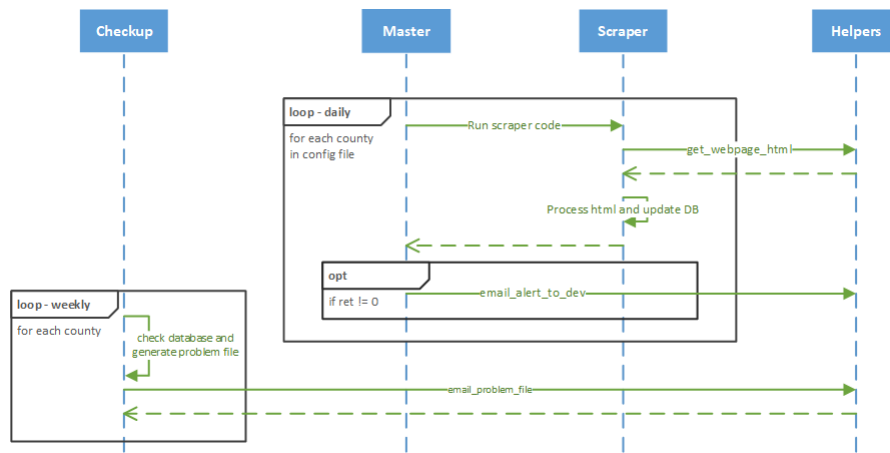 Checkup
Master
Scraper
Helpers
loop - daily
for each county
in config file
Run scraper code
get_webpage_html
Process html and update DB
opt
if ret != 0
email_alert_to_dev
loop - weekly
for each county
check database and
generate problem file
email_problem_file